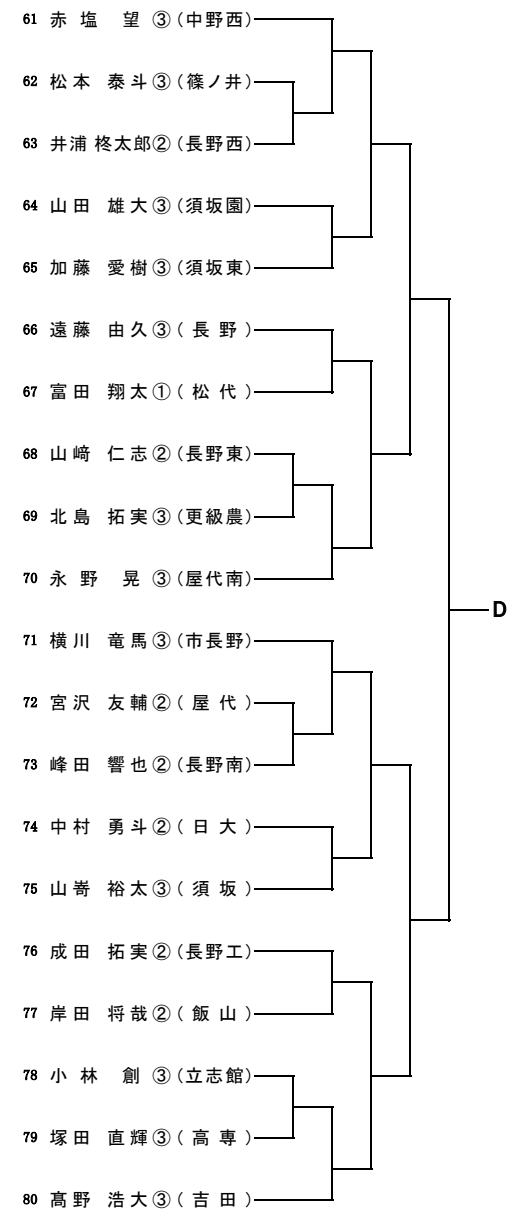 61 赤塩 望③(中野西)
62 松本 泰斗③(篠ノ井)
63 井浦 柊太郎②(長野西)
64 山田 雄大③(須坂園)
65 加藤 愛樹③(須坂東)
66 遠藤 由久③(長野)
67 富田 翔太①(松代)
68 山﨑 仁志②(長野東)
69 北島 拓実③(更級農)
70 永野 晃③(屋代南)
D
71 横川 竜馬③(市長野)
72 宮沢 友輔②(屋代)
73 峰田 響也②(長野南)
74 中村 勇斗②(日大)
75 山嵜 裕太③(須坂)
76 成田 拓実②(長野工)
77 岸田 将哉②(飯山)
78 小林 創③(立志館)
79 塚田 直輝③(高専)
80 髙野 浩大③(吉田)